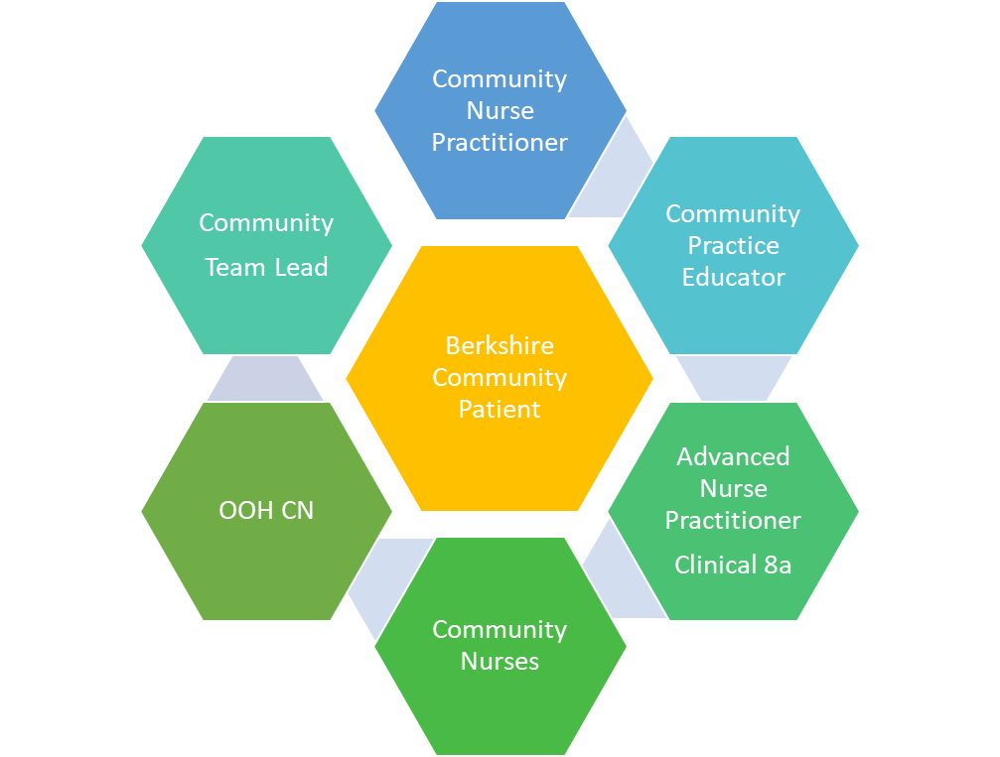 Community
Nurse
Practitioner
Community
Team Lead
Community
Practice
Educator
Berkshire
Community
Patient
OOH CN
Advanced
Nurse
Practitioner
Clinical 8a
Community
Nurses